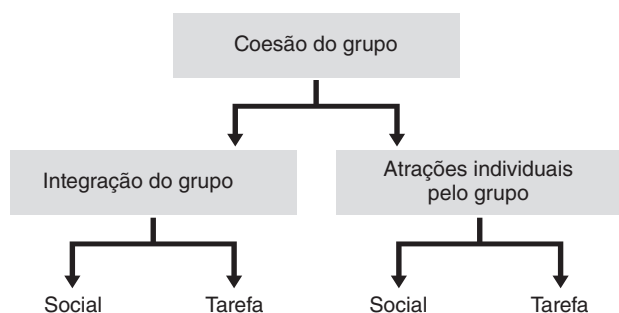 Coesão do grupo
Integração do grupo
Atrações individuais
pelo grupo
Social
Tarefa
Social
Tarefa